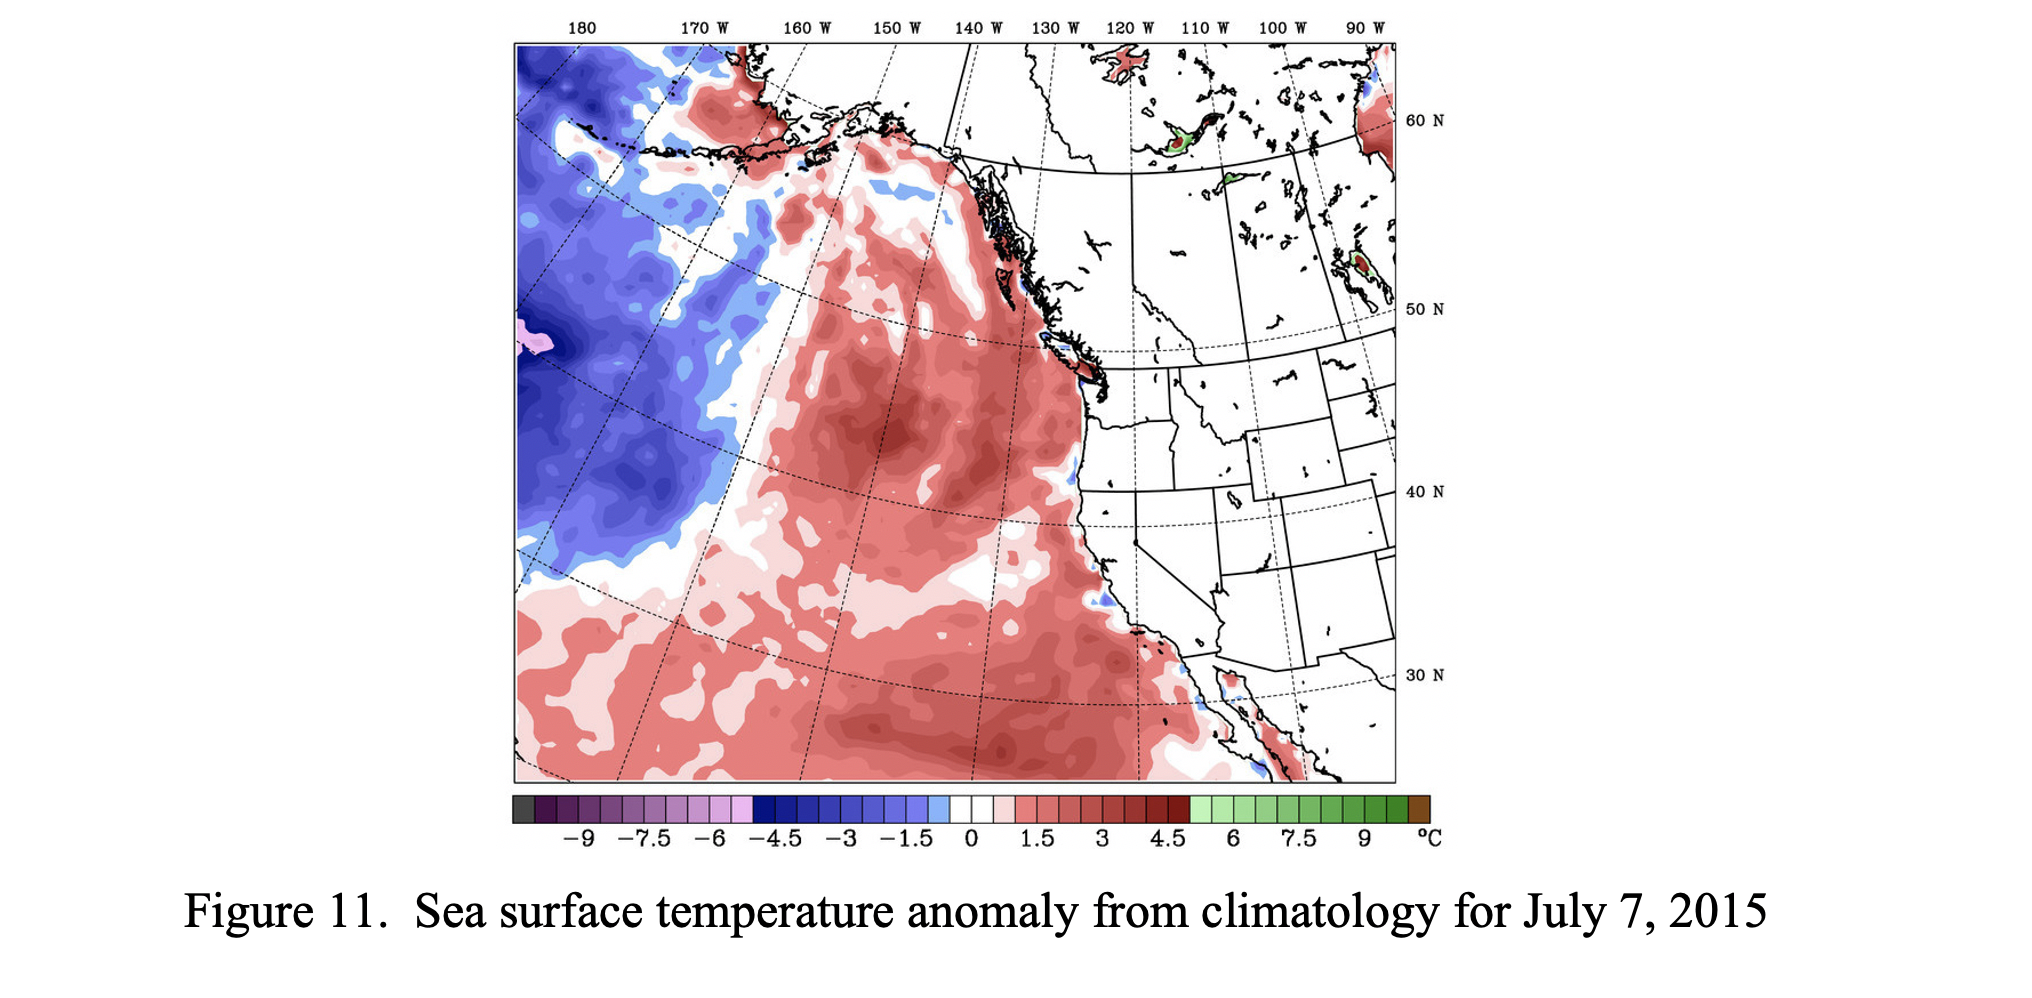 180 170 W 160 W 150 W 140 W 130 W 120 W 110 W 100 W 90 W
60 N
50 N
40 N
30 N
−9 −7.5 −6 −4.5 −3 −1.5 0 1.5 3 4.5 6 7.5 9 ºC
Figure 11. Sea surface temperature anomaly from climatology for July 7, 2015